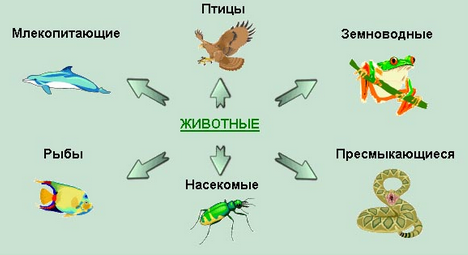 Птицы
Млекопитающие
Земноводные
ЖИВОТНЫЕ
Рыбы
Насекомые
Пресмыкающиеся